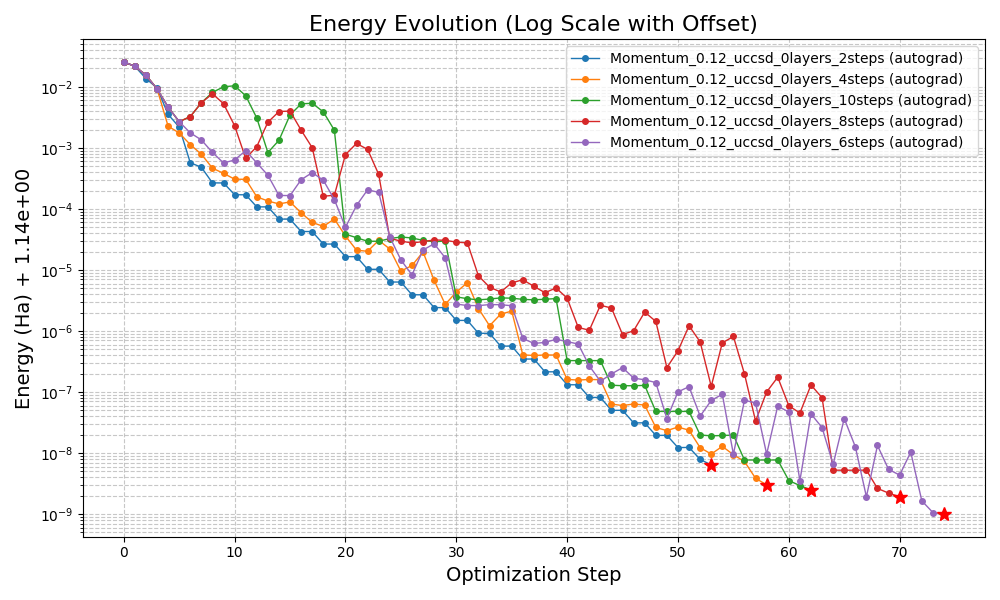 Energy Evolution (Log Scale with Offset)
Energy (Ha) + 1.14e+00
10⁻²
10⁻³
10⁻⁴
10⁻⁵
10⁻⁶
10⁻⁷
10⁻⁸
10⁻⁹
Momentum_0.12_uccsd_0layers_2steps (autograd)
Momentum_0.12_uccsd_0layers_4steps (autograd)
Momentum_0.12_uccsd_0layers_10steps (autograd)
Momentum_0.12_uccsd_0layers_8steps (autograd)
Momentum_0.12_uccsd_0layers_6steps (autograd)
0 10 20 30 40 50 60 70
Optimization Step